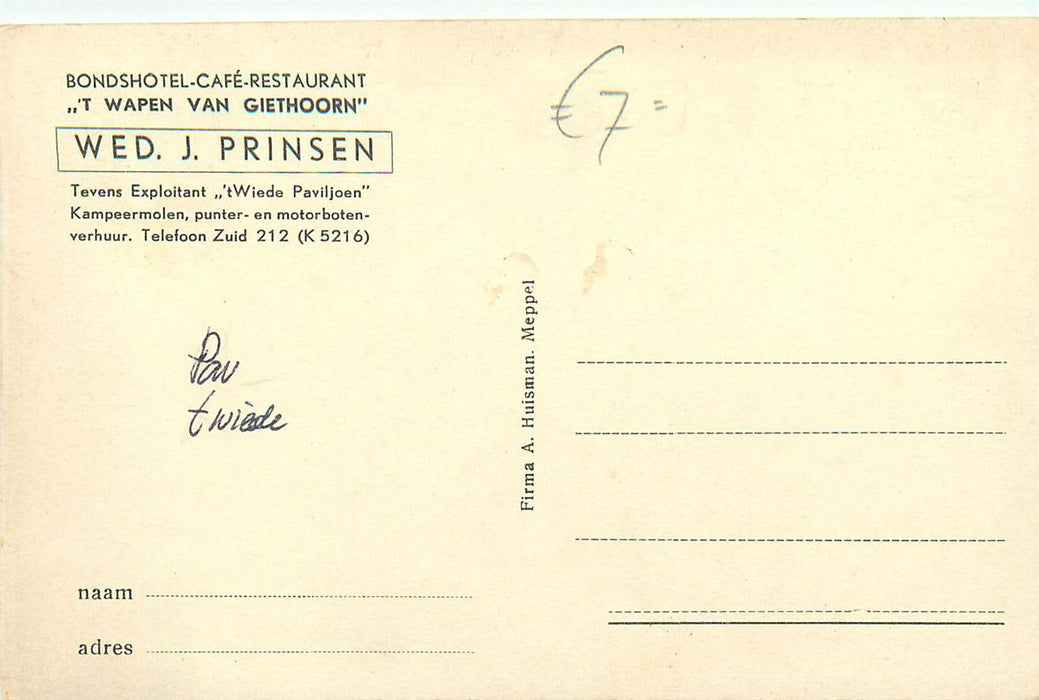 BONDSHOTEL-CAFÉ-RESTAURANT
„'T WAPEN VAN GIETHOORN"
WED. J. PRINSEN
Tevens Exploitant „'tWiede Paviljoen"
Kampeermolen, punter- en motorboten-
verhuur. Telefoon Zuid 212 (K 5216)
€ 7 =
Pav
t wiede
Firma A. Huisman. Meppel
naam
adres